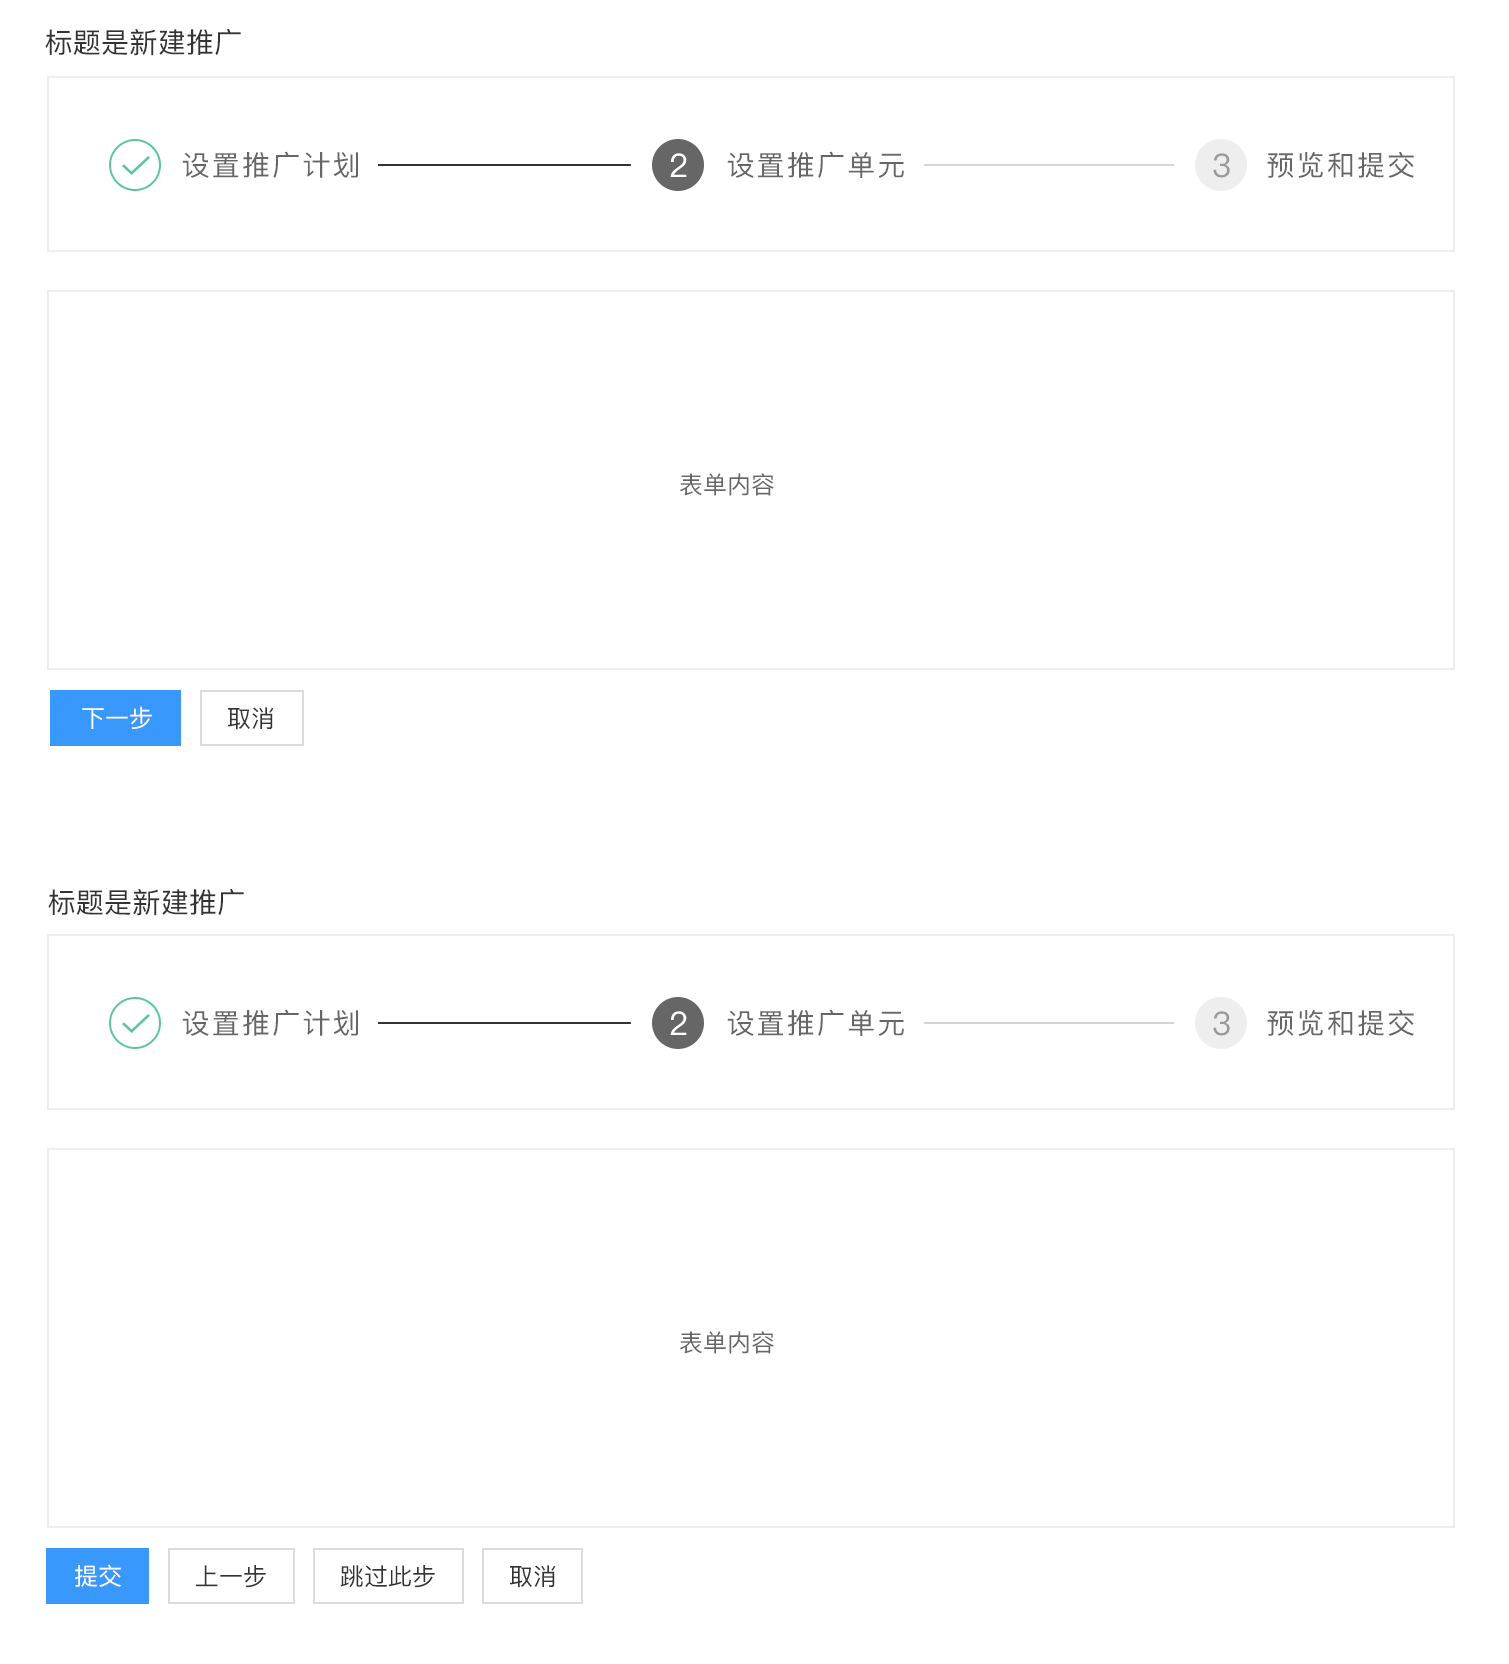 标题是新建推广
设置推广计划 2 设置推广单元 3 预览和提交
表单内容
下一步 取消
标题是新建推广
设置推广计划 2 设置推广单元 3 预览和提交
表单内容
提交 上一步 跳过此步 取消